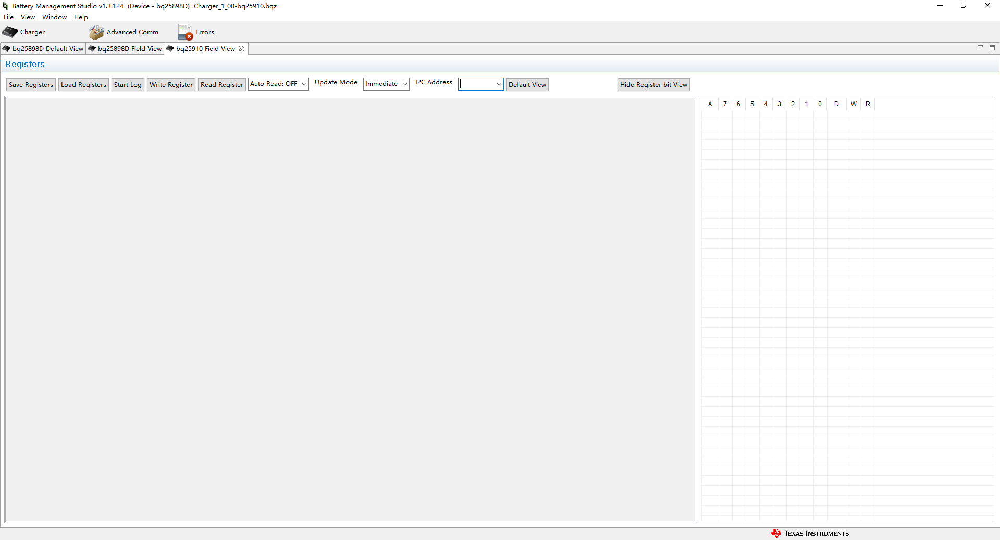 Battery Management Studio v1.3.124 (Device - bq25898D) Charger_1_00-bq25910.bqz
File View Window Help
Charger Advanced Comm Errors
bq25898D Default View bq25898D Field View bq25910 Field View
Registers
Save Registers Load Registers Start Log Write Register Read Register Auto Read: OFF Update Mode Immediate I2C Address Default View Hide Register bit View
A 7 6 5 4 3 2 1 0 D W R
TEXAS INSTRUMENTS